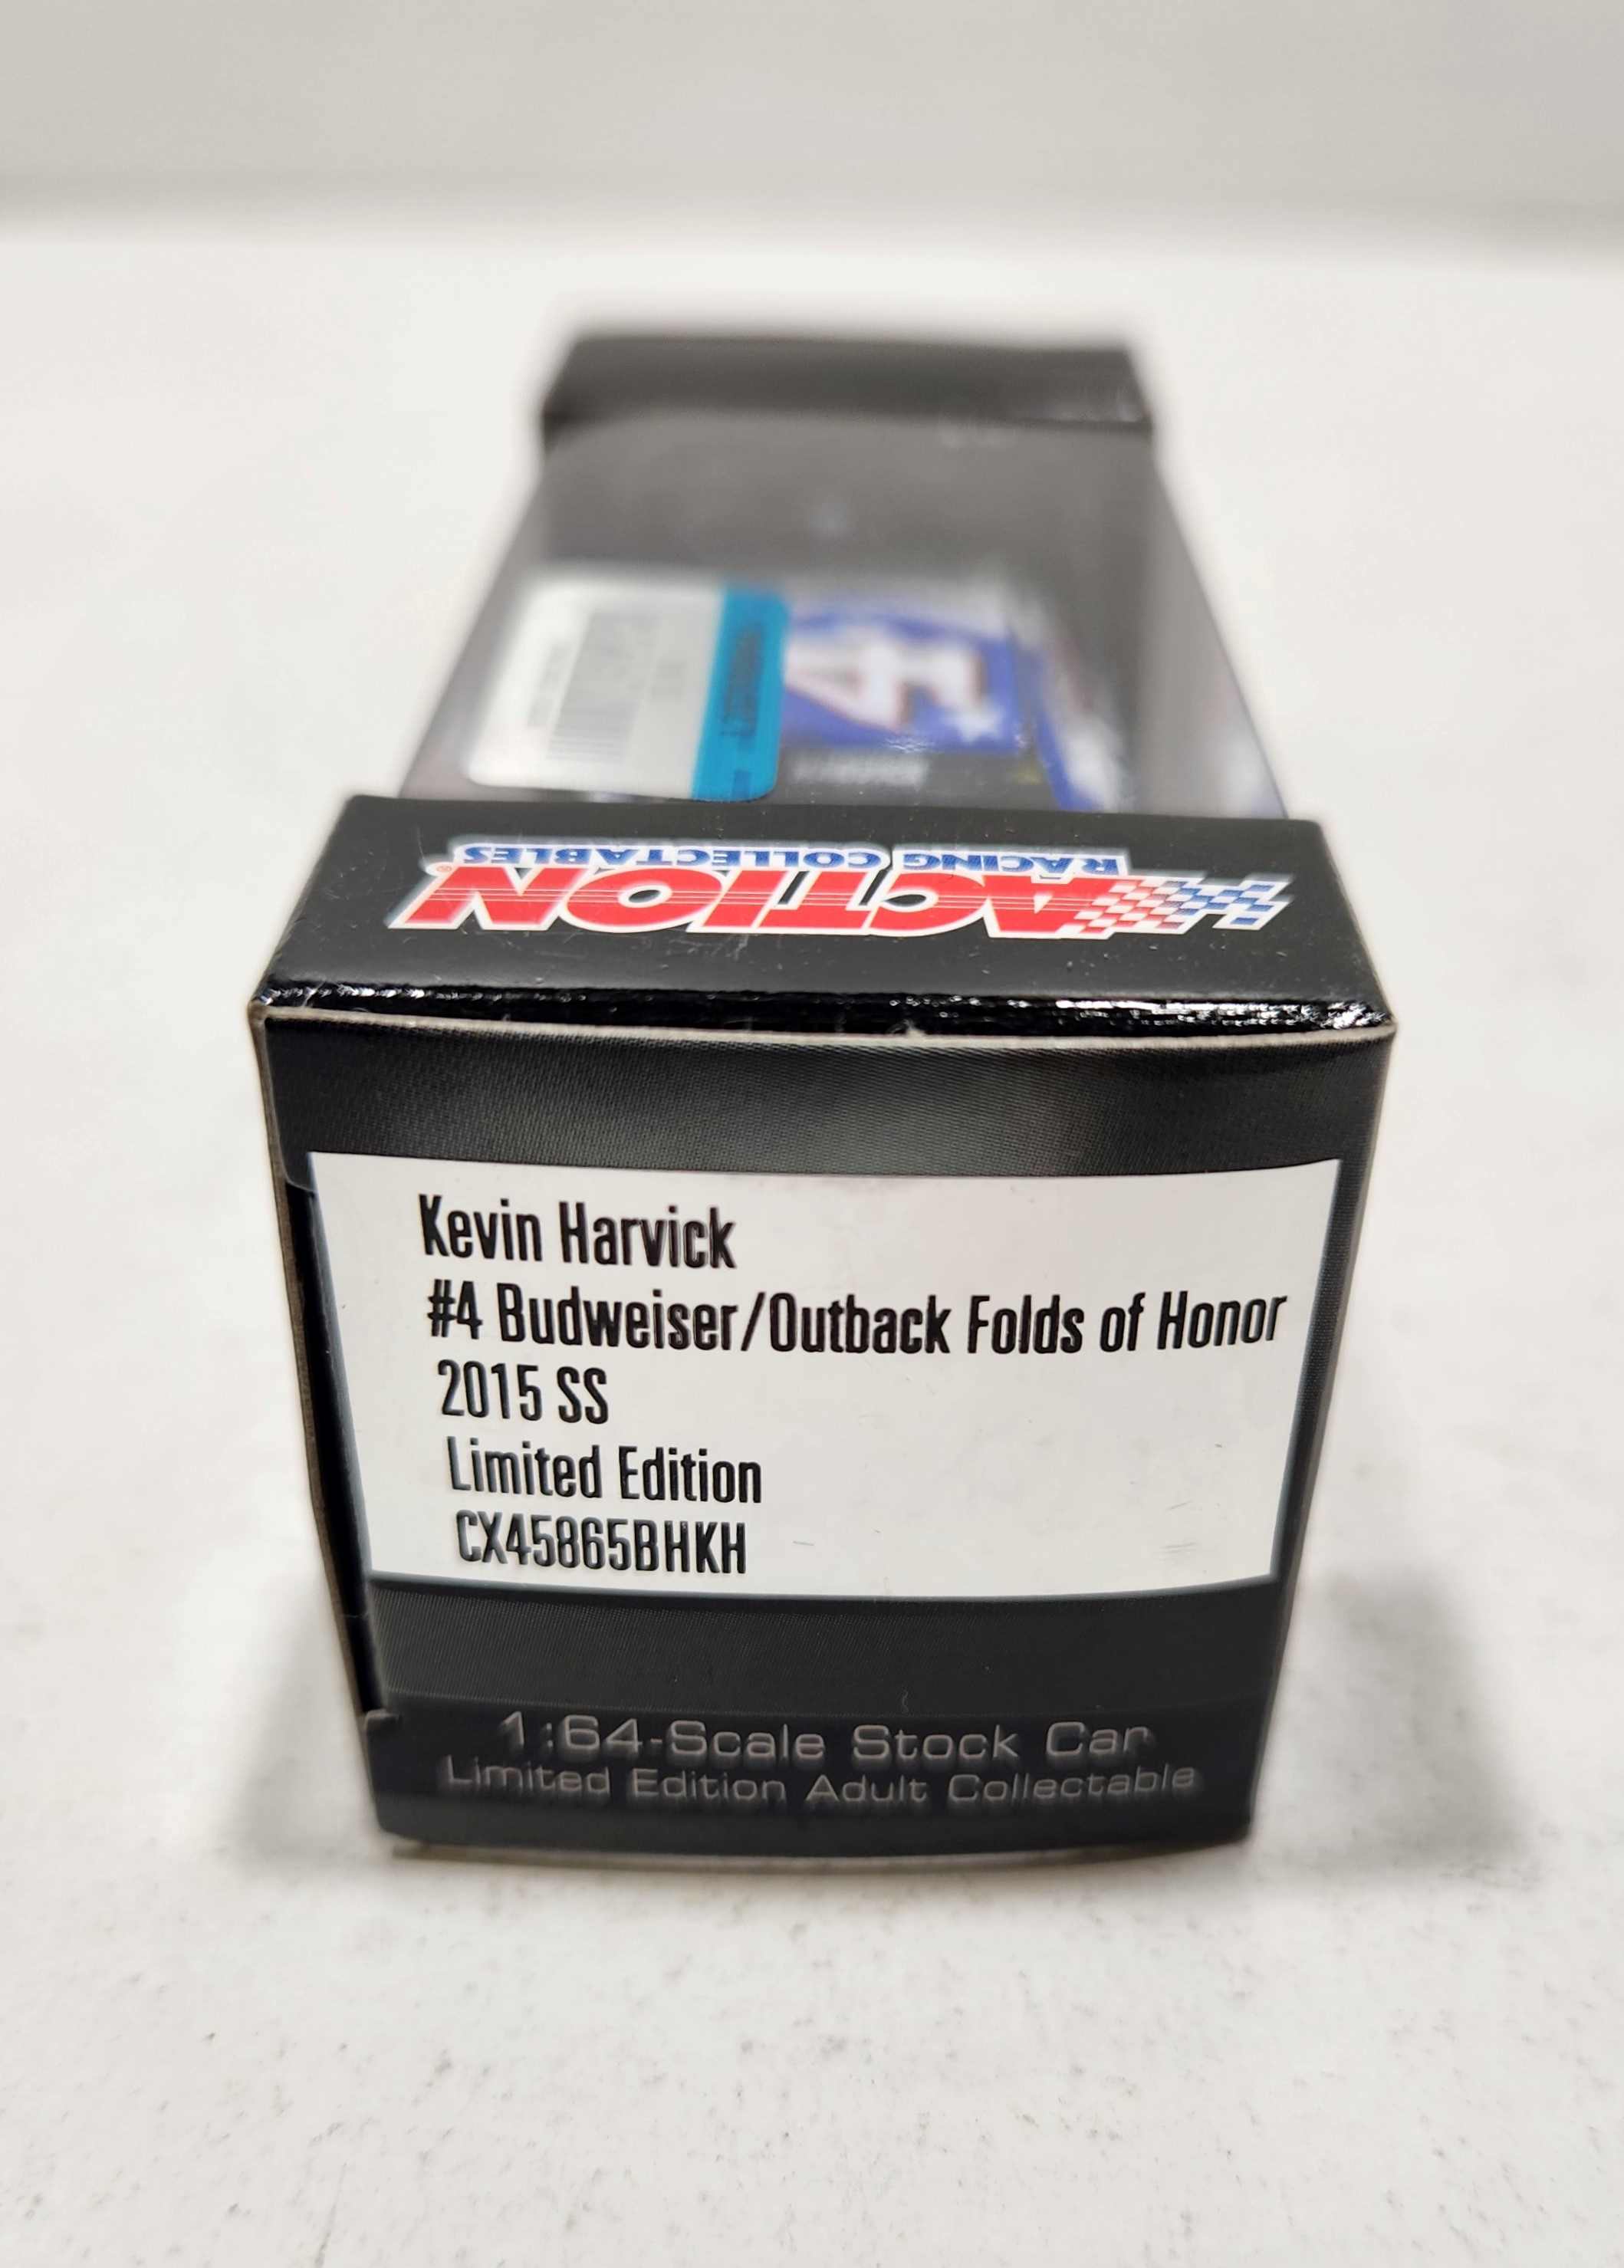 ACTION
RACING COLLECTABLES
Kevin Harvick
#4 Budweiser/Outback Folds of Honor
2015 SS
Limited Edition
CX45865BHKH
1:64-Scale Stock Car
Limited Edition Adult Collectable
4